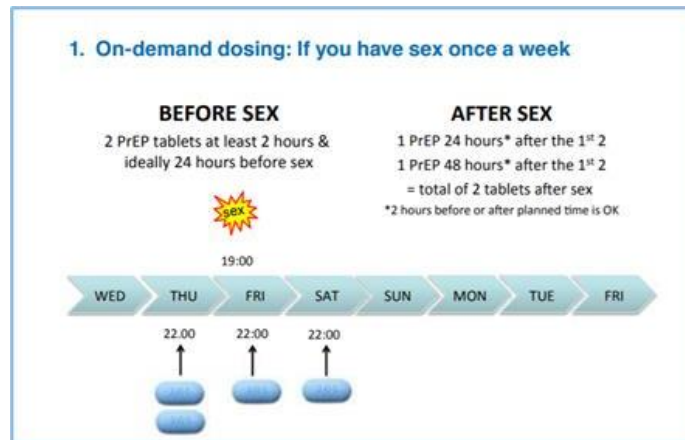 1. On-demand dosing: If you have sex once a week
BEFORE SEX
2 PrEP tablets at least 2 hours &
ideally 24 hours before sex
AFTER SEX
1 PrEP 24 hours* after the 1st 2
1 PrEP 48 hours* after the 1st 2
= total of 2 tablets after sex
*2 hours before or after planned time is OK
sex
19:00
WED THU FRI SAT SUN MON TUE FRI
22.00 22:00 22:00